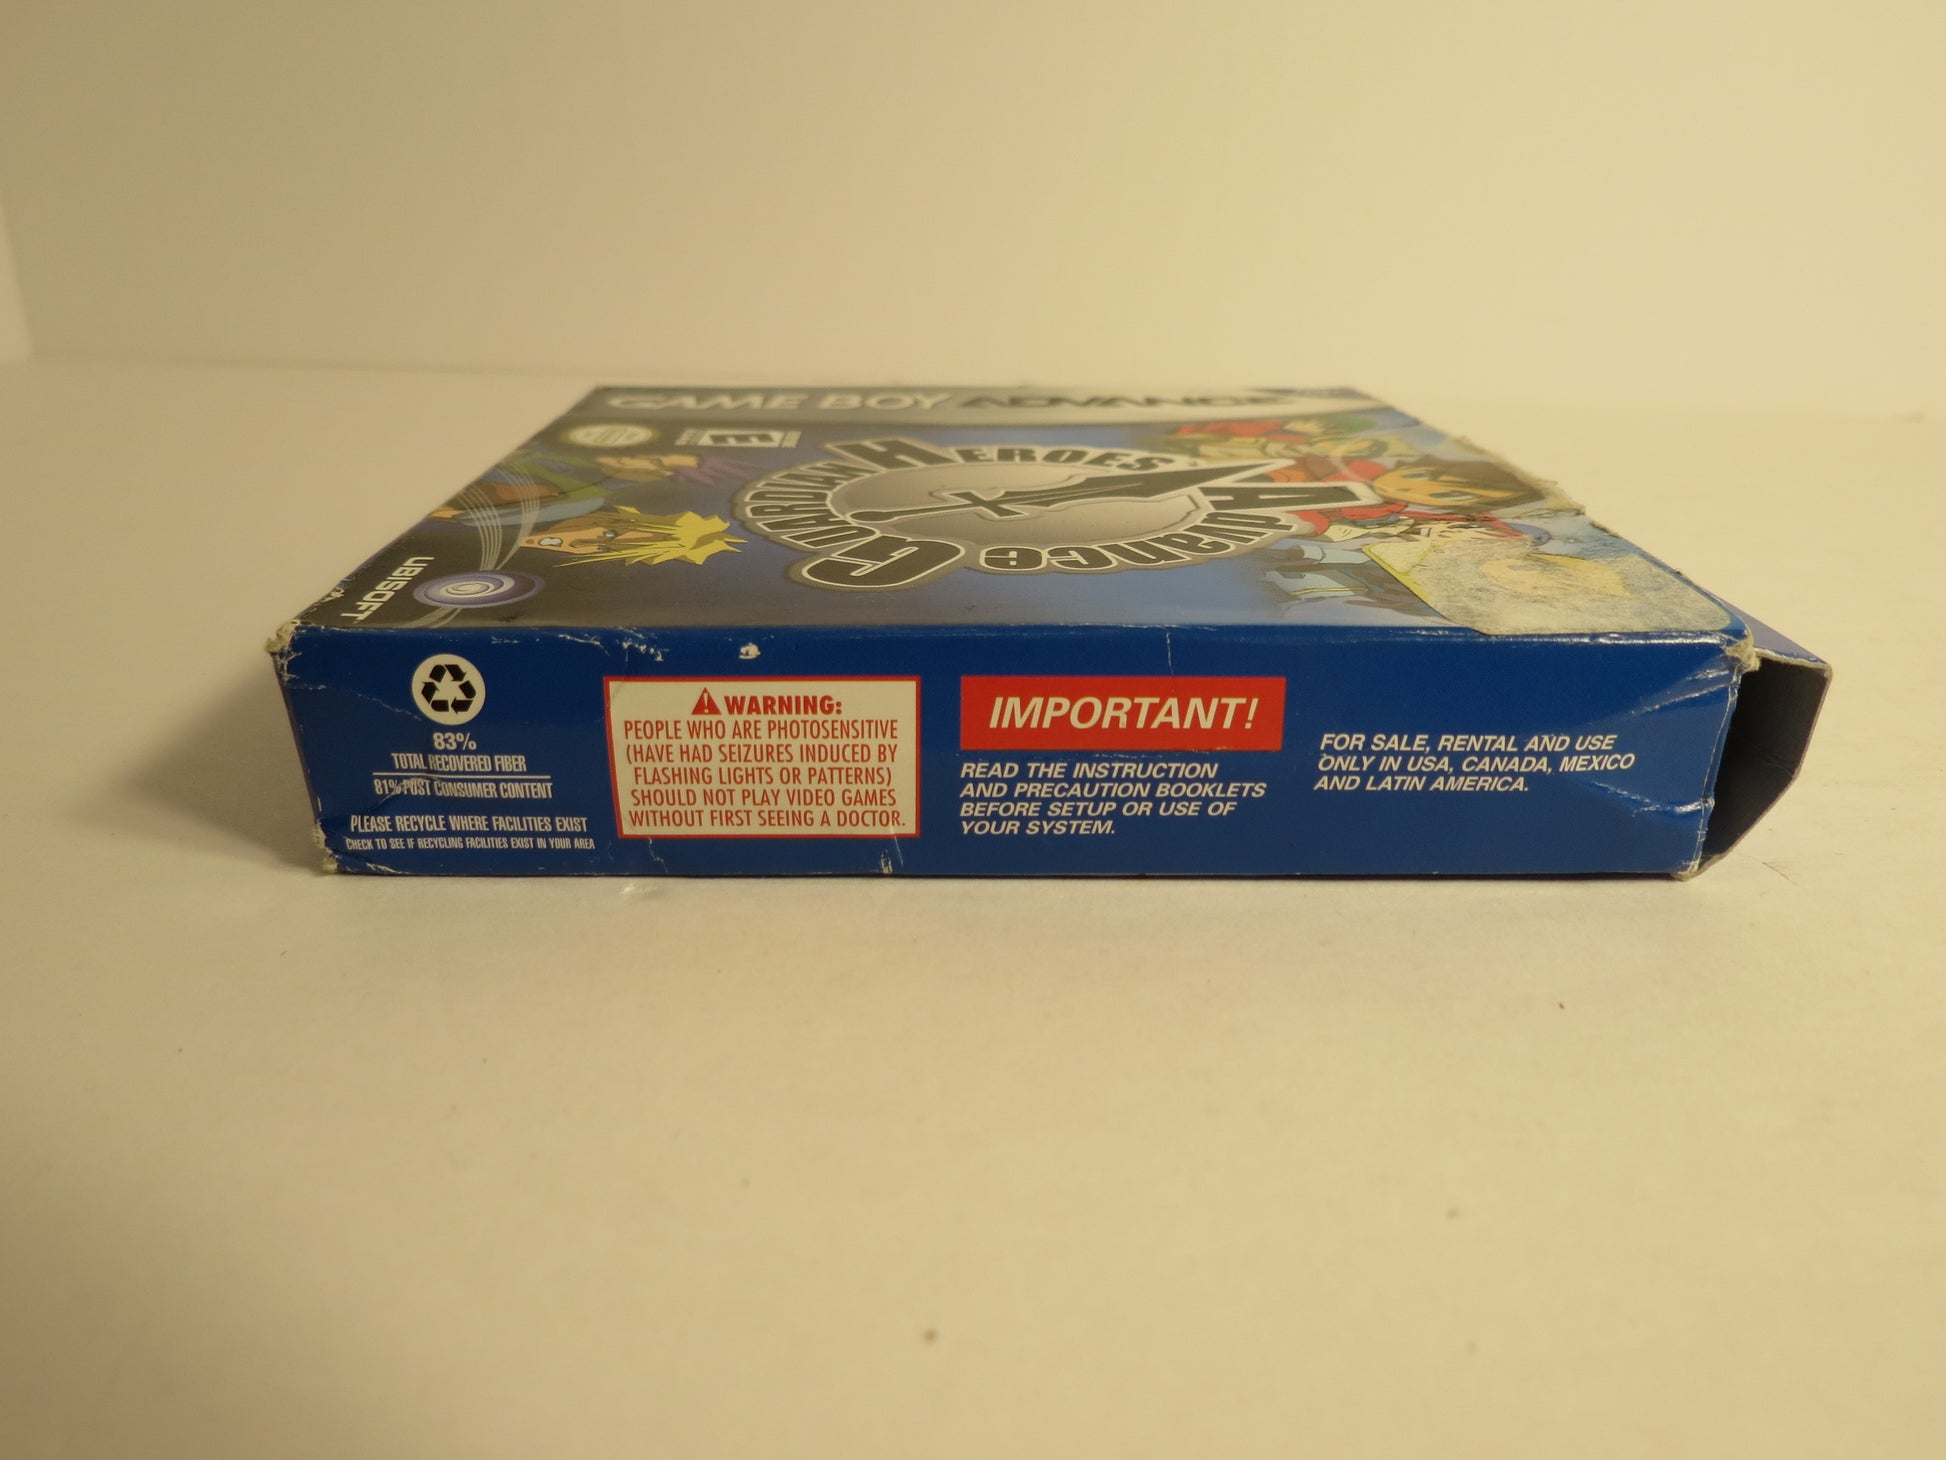 GAME BOY ADVANCE
E
GUARDIAN HEROES
Advance
UBISOFT
83%
TOTAL RECOVERED FIBER
81% POST CONSUMER CONTENT
PLEASE RECYCLE WHERE FACILITIES EXIST
CHECK TO SEE IF RECYCLING FACILITIES EXIST IN YOUR AREA
WARNING:
PEOPLE WHO ARE PHOTOSENSITIVE
(HAVE HAD SEIZURES INDUCED BY
FLASHING LIGHTS OR PATTERNS)
SHOULD NOT PLAY VIDEO GAMES
WITHOUT FIRST SEEING A DOCTOR.
IMPORTANT!
READ THE INSTRUCTION
AND PRECAUTION BOOKLETS
BEFORE SETUP OR USE OF
YOUR SYSTEM.
FOR SALE, RENTAL AND USE
ONLY IN USA, CANADA, MEXICO
AND LATIN AMERICA.